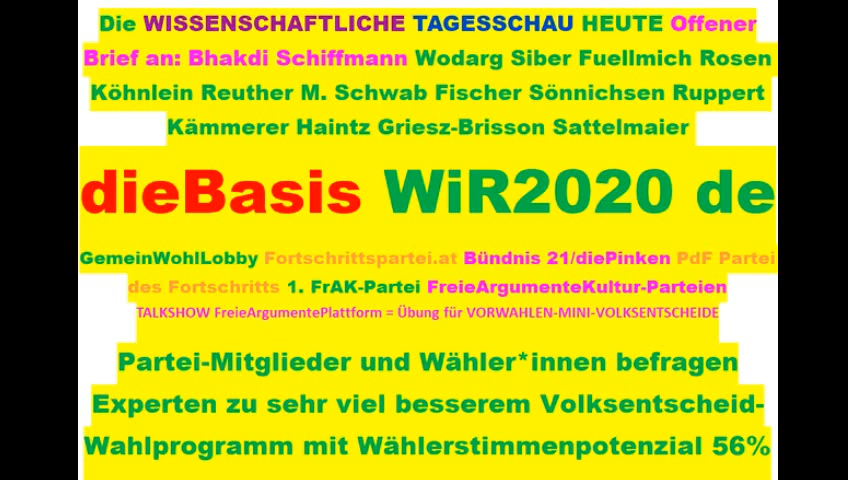 Die WISSENSCHAFTLICHE TAGESSCHAU HEUTE Offener
Brief an: Bhakdi Schiffmann Wodarg Siber Fuellmich Rosen
Köhnlein Reuther M. Schwab Fischer Sönnichsen Ruppert
Kämmerer Haintz Griesz-Brisson Sattelmaier
dieBasis WiR2020 de
GemeinWohlLobby Fortschrittspartei.at Bündnis 21/diePinken PdF Partei
des Fortschritts 1. FrAK-Partei FreieArgumenteKultur-Parteien
TALKSHOW FreieArgumentePlattform = Übung für VORWAHLEN-MINI-VOLKSENTSCHEIDE
Partei-Mitglieder und Wähler*innen befragen
Experten zu sehr viel besserem Volksentscheid-
Wahlprogramm mit Wählerstimmenpotenzial 56%